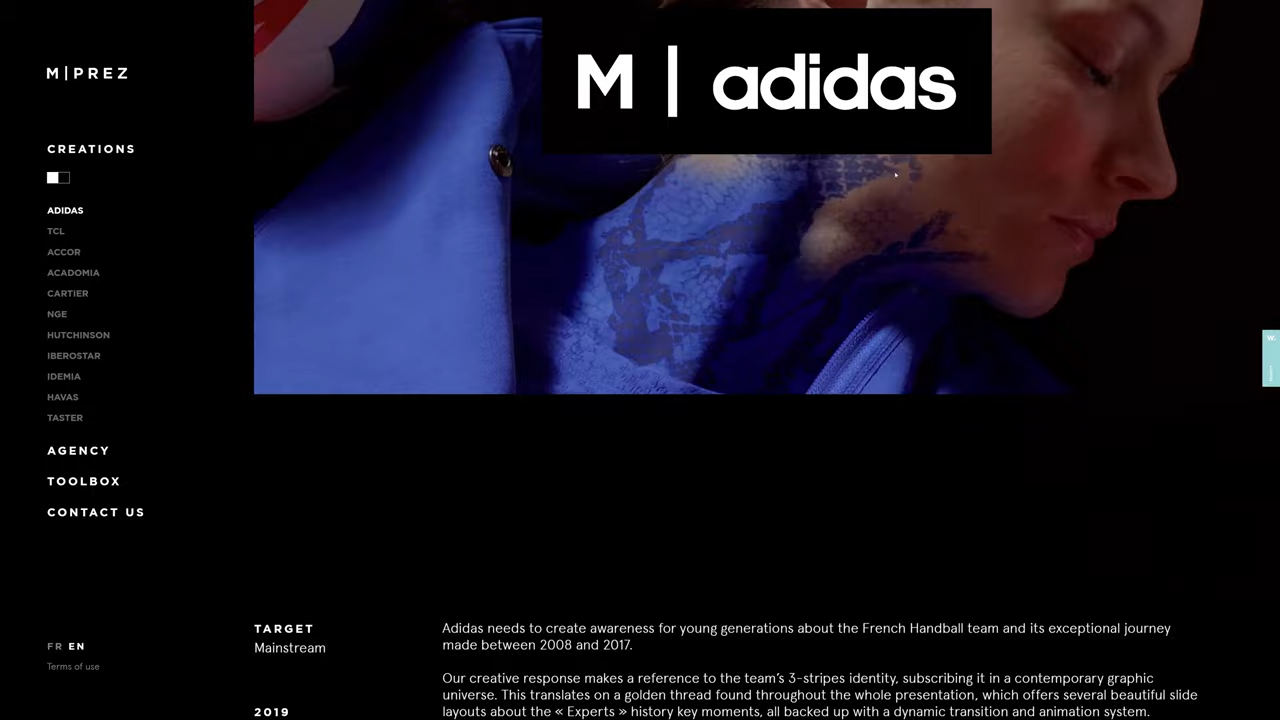 M|PREZ
CREATIONS
ADIDAS
TCL
ACCOR
ACADOMIA
CARTIER
NGE
HUTCHINSON
IBEROSTAR
IDEMIA
HAVAS
TASTER
AGENCY
TOOLBOX
CONTACT US
FR EN
Terms of use
M | adidas
W.
TARGET
Mainstream
2019
Adidas needs to create awareness for young generations about the French Handball team and its exceptional journey
made between 2008 and 2017.
Our creative response makes a reference to the team’s 3-stripes identity, subscribing it in a contemporary graphic
universe. This translates on a golden thread found throughout the whole presentation, which offers several beautiful slide
layouts about the « Experts » history key moments, all backed up with a dynamic transition and animation system.